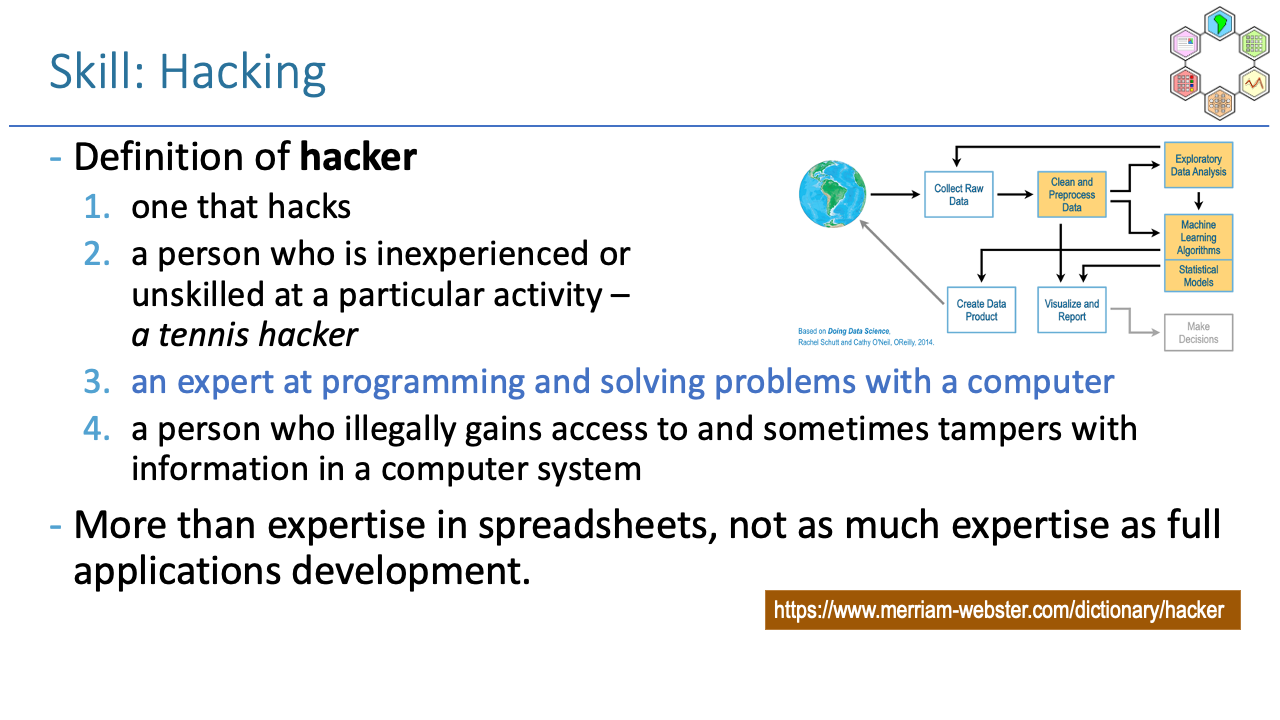 Skill: Hacking
- Definition of hacker
1. one that hacks
2. a person who is inexperienced or
unskilled at a particular activity –
a tennis hacker
3. an expert at programming and solving problems with a computer
4. a person who illegally gains access to and sometimes tampers with
information in a computer system
- More than expertise in spreadsheets, not as much expertise as full
applications development.
Collect Raw
Data
Clean and
Preprocess
Data
Exploratory
Data Analysis
Machine
Learning
Algorithms
Statistical
Models
Create Data
Product
Visualize and
Report
Make
Decisions
Based on Doing Data Science,
Rachel Schutt and Cathy O'Neil, OReilly, 2014.
https://www.merriam-webster.com/dictionary/hacker